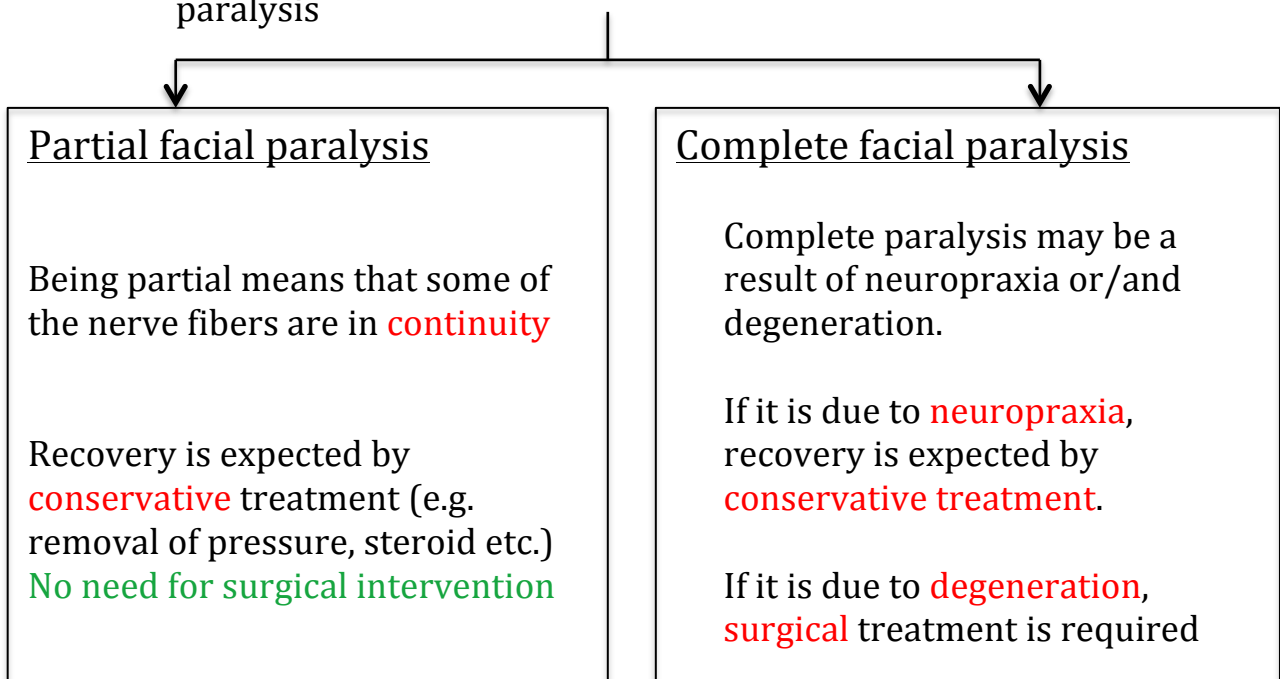 paralysis
Partial facial paralysis
Being partial means that some of
the nerve fibers are in continuity
Recovery is expected by
conservative treatment (e.g.
removal of pressure, steroid etc.)
No need for surgical intervention
Complete facial paralysis
Complete paralysis may be a
result of neuropraxia or/and
degeneration.
If it is due to neuropraxia,
recovery is expected by
conservative treatment.
If it is due to degeneration,
surgical treatment is required